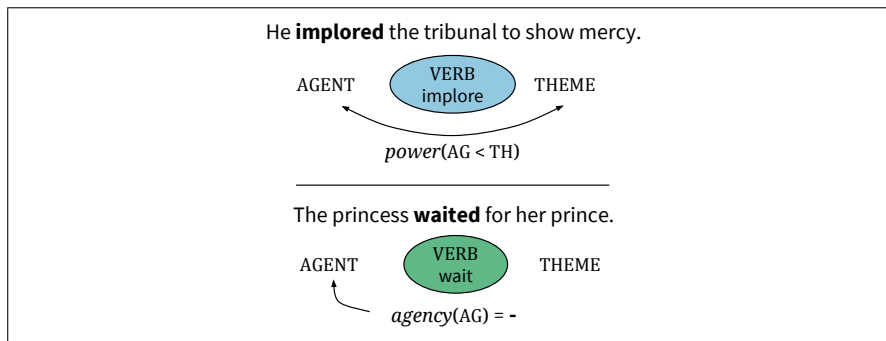 He implored the tribunal to show mercy.
AGENT VERB implore THEME
power(AG < TH)
The princess waited for her prince.
AGENT VERB wait THEME
agency(AG) = -